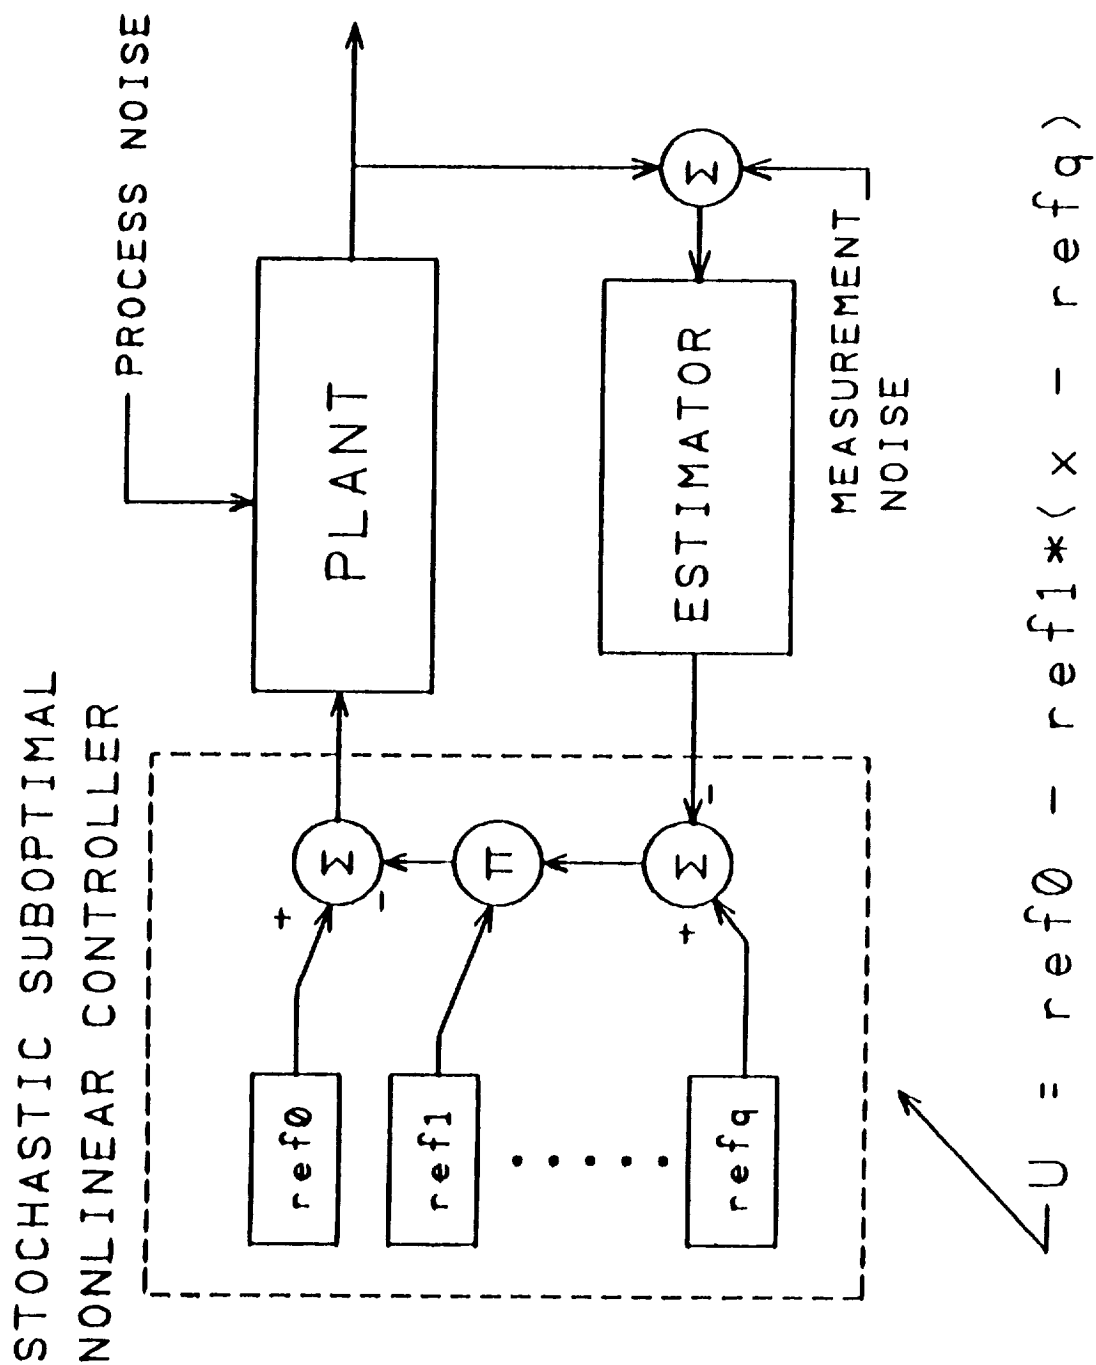 STOCHASTIC SUBOPTIMAL
NONLINEAR CONTROLLER
PROCESS NOISE
ref0
+
Σ
−
PLANT
ref1
Π
refq
+
Σ
−
ESTIMATOR
Σ
MEASUREMENT
NOISE
U = ref0 - ref1*(x - refq)